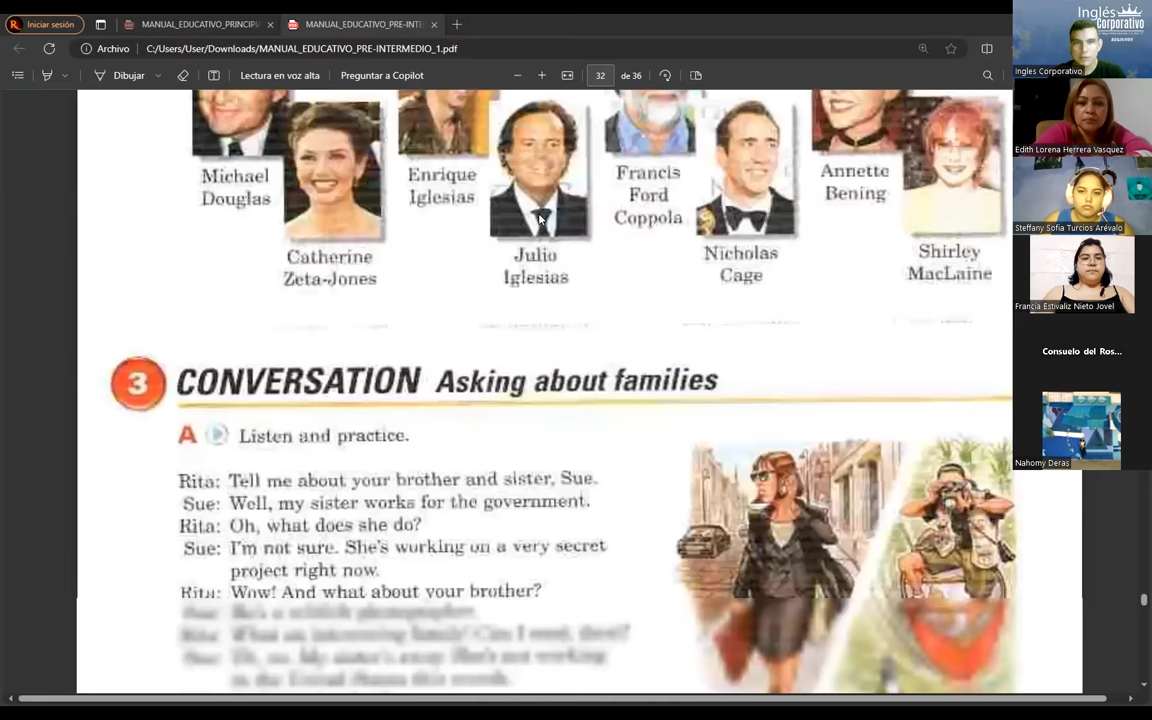 Iniciar sesión
MANUAL_EDUCATIVO_PRINCIPI
MANUAL_EDUCATIVO_PRE-INTER
Archivo
C:/Users/User/Downloads/MANUAL_EDUCATIVO_PRE-INTERMEDIO_1.pdf
Dibujar
Lectura en voz alta
Preguntar a Copilot
32
de 36
Michael
Douglas
Catherine
Zeta-Jones
Enrique
Iglesias
Julio
Iglesias
Francis
Ford
Coppola
Nicholas
Cage
Annette
Bening
Shirley
MacLaine
3 CONVERSATION Asking about families
A Listen and practice.
Rita: Tell me about your brother and sister, Sue.
Sue: Well, my sister works for the government.
Rita: Oh, what does she do?
Sue: I'm not sure. She's working on a very secret
project right now.
Rita: Wow! And what about your brother?
Inglés
Corporativo
BEGINNERS
Ingles Corporativo
Edith Lorena Herrera Vasquez
Steffany Sofia Turcios Arévalo
Francia Estivaliz Nieto Jovel
Consuelo del Ros...
Nahomy Deras